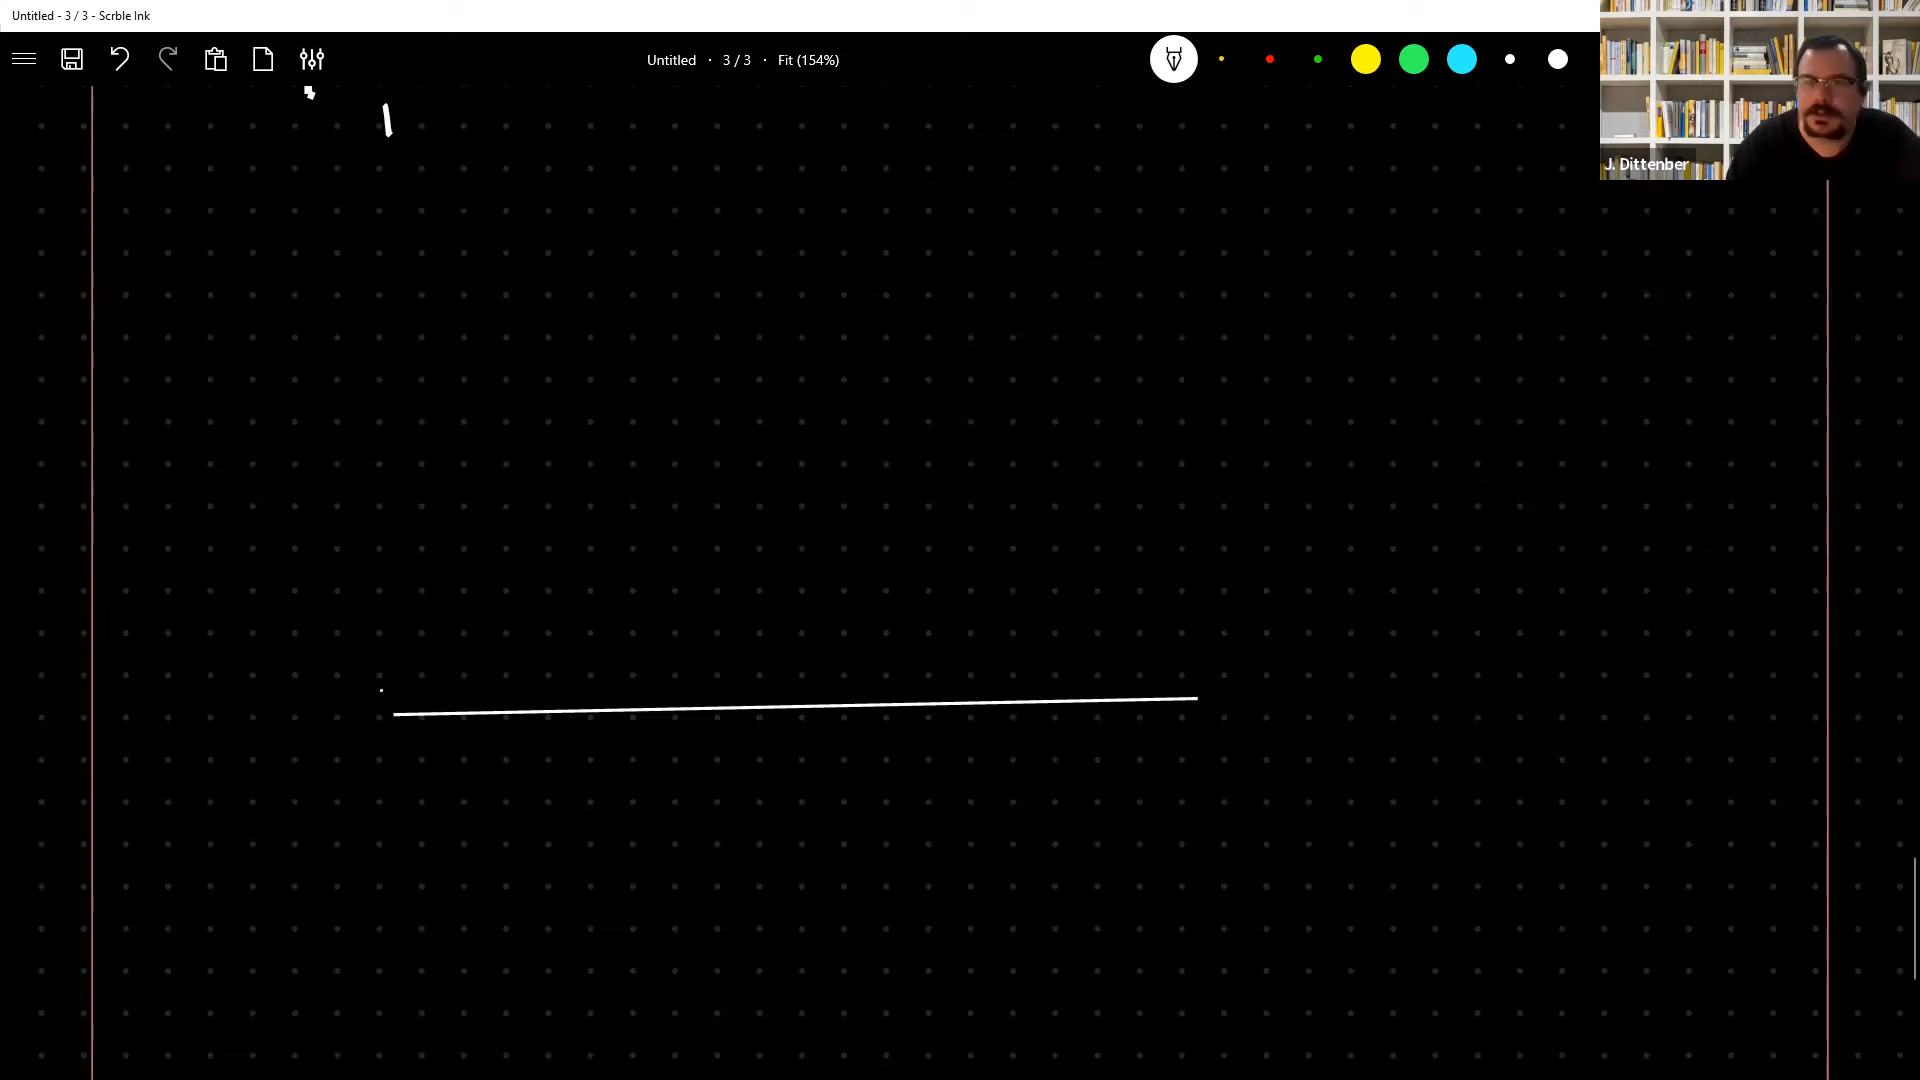 Untitled - 3 / 3 - Scrble Ink
Untitled · 3 / 3 · Fit (154%)
J. Dittenber